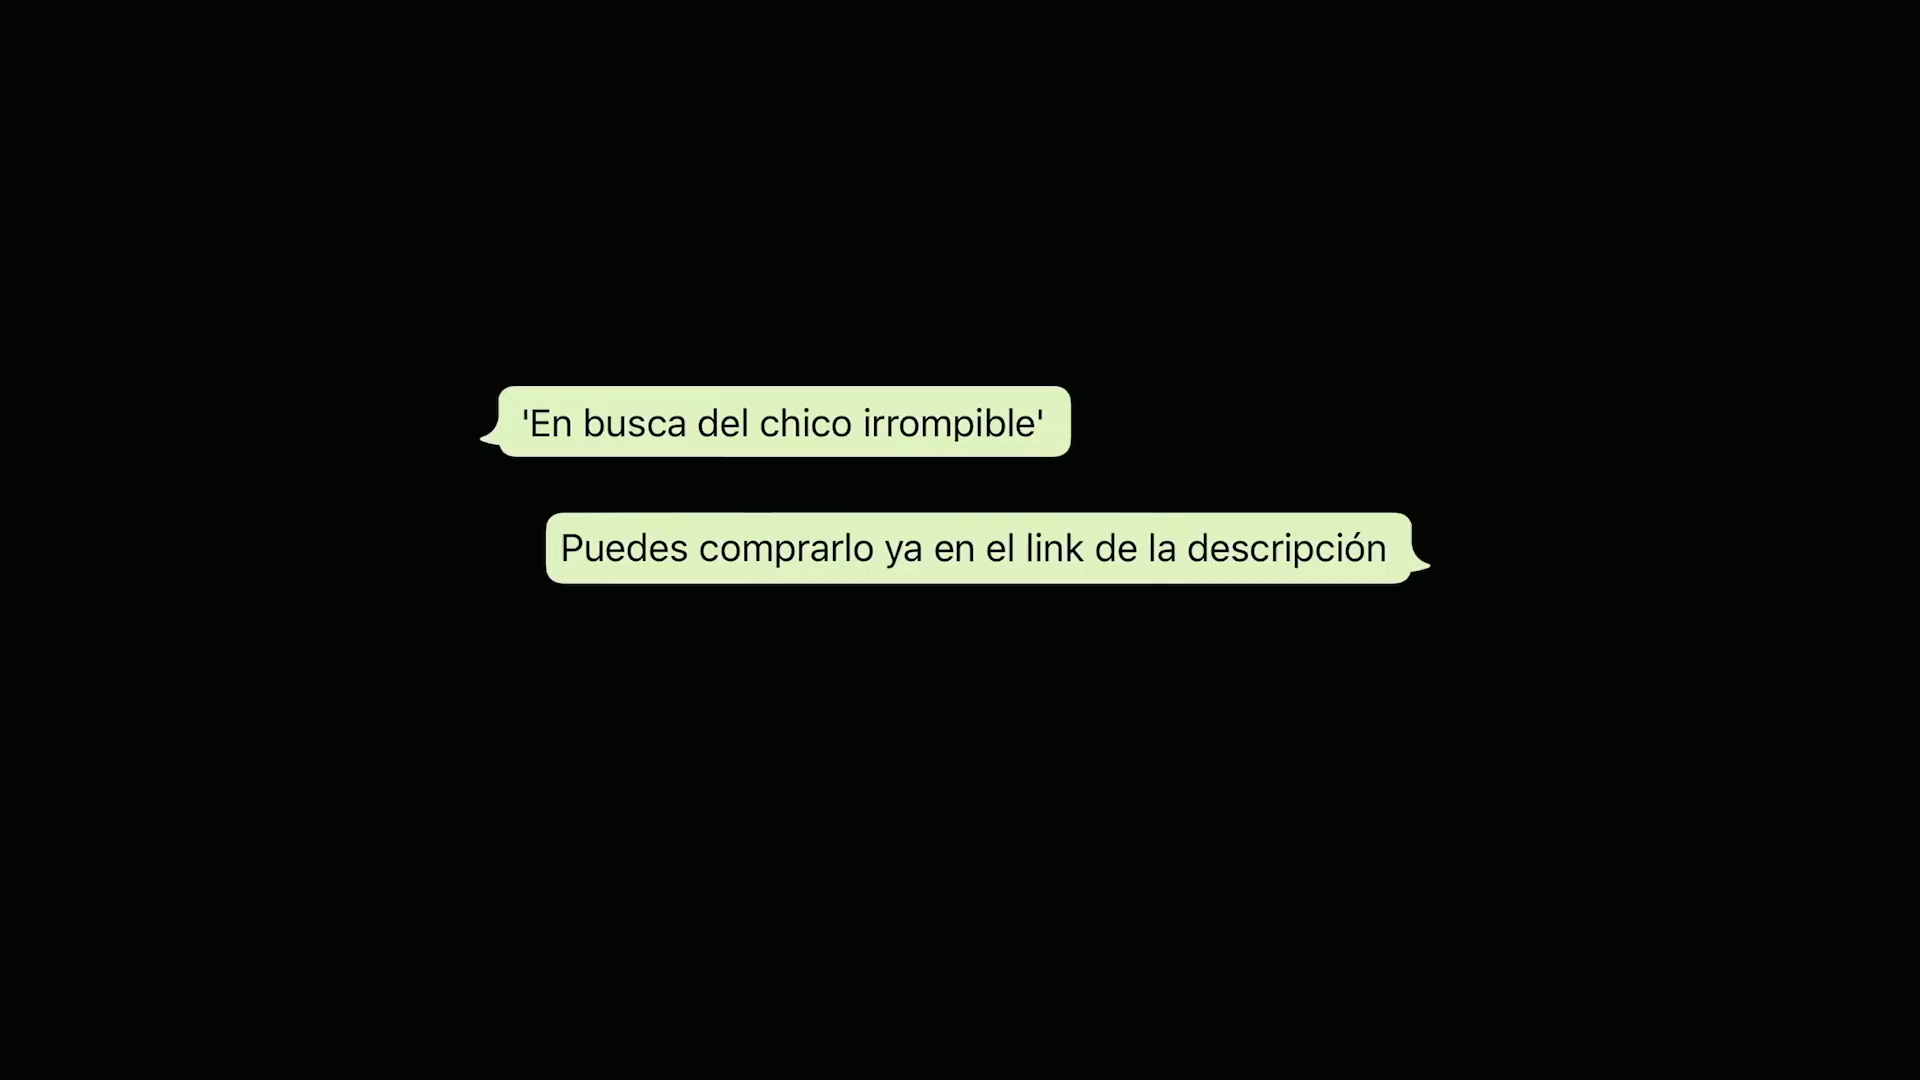 'En busca del chico irrompible'
Puedes comprarlo ya en el link de la descripción